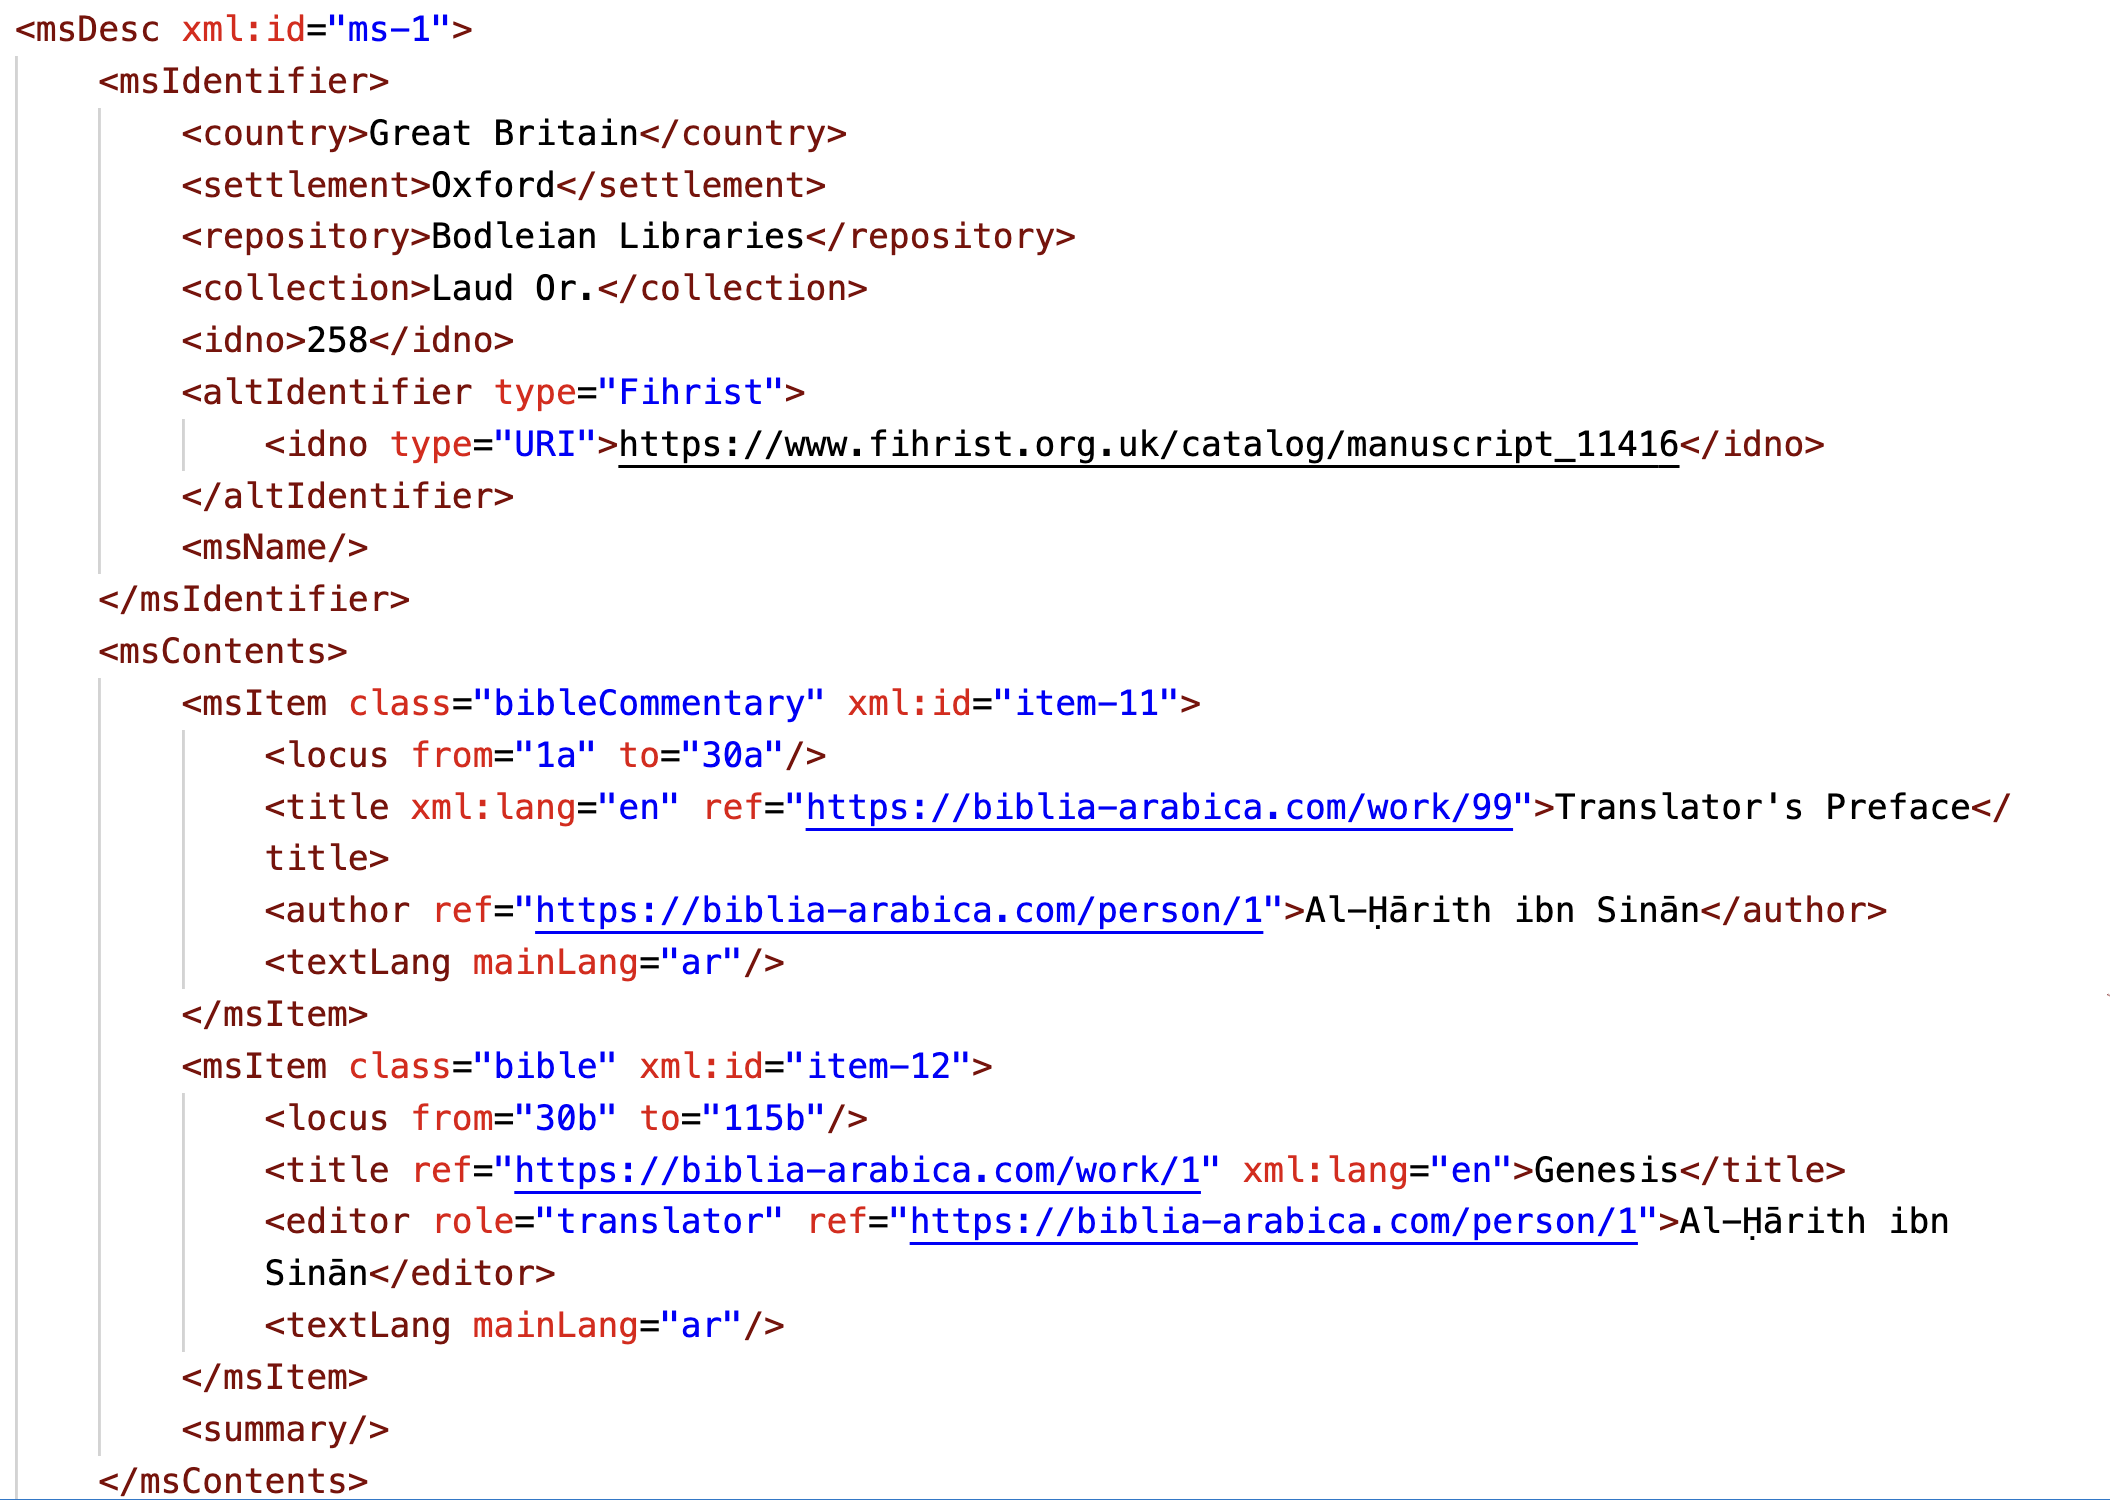 <msDesc xml:id="ms-1">
<msIdentifier>
<country>Great Britain</country>
<settlement>Oxford</settlement>
<repository>Bodleian Libraries</repository>
<collection>Laud Or.</collection>
<idno>258</idno>
<altIdentifier type="Fihrist">
<idno type="URI">https://www.fihrist.org.uk/catalog/manuscript_11416</idno>
</altIdentifier>
<msName/>
</msIdentifier>
<msContents>
<msItem class="bibleCommentary" xml:id="item-11">
<locus from="1a" to="30a"/>
<title xml:lang="en" ref="https://biblia-arabica.com/work/99">Translator's Preface</
title>
<author ref="https://biblia-arabica.com/person/1">Al-Ḥārith ibn Sinān</author>
<textLang mainLang="ar"/>
</msItem>
<msItem class="bible" xml:id="item-12">
<locus from="30b" to="115b"/>
<title ref="https://biblia-arabica.com/work/1" xml:lang="en">Genesis</title>
<editor role="translator" ref="https://biblia-arabica.com/person/1">Al-Ḥārith ibn
Sinān</editor>
<textLang mainLang="ar"/>
</msItem>
<summary/>
</msContents>